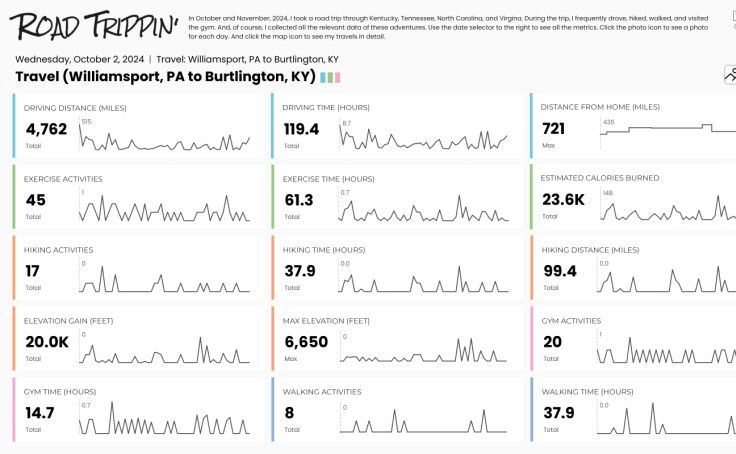 ROAD TRIPPIN'
In October and November, 2024, I took a road trip through Kentucky, Tennessee, North Carolina, and Virgina. During the trip, I frequently drove, hiked, walked, and visited
the gym. And, of course, I collected all the relevant data of these adventures. Use the date selector to the right to see all the metrics. Click the photo icon to see a photo
for each day. And click the map icon to see my travels in detail.
Wednesday, October 2, 2024 | Travel: Williamsport, PA to Burtlington, KY
Travel (Williamsport, PA to Burtlington, KY)
DRIVING DISTANCE (MILES)
515
4,762
Total
DRIVING TIME (HOURS)
8.7
119.4
Total
DISTANCE FROM HOME (MILES)
435
721
Max
EXERCISE ACTIVITIES
1
45
Total
EXERCISE TIME (HOURS)
0.7
61.3
Total
ESTIMATED CALORIES BURNED
148
23.6K
Total
HIKING ACTIVITIES
0
17
Total
HIKING TIME (HOURS)
0.0
37.9
Total
HIKING DISTANCE (MILES)
0.0
99.4
Total
ELEVATION GAIN (FEET)
0
20.0K
Total
MAX ELEVATION (FEET)
0
6,650
Max
GYM ACTIVITIES
1
20
Total
GYM TIME (HOURS)
0.7
14.7
Total
WALKING ACTIVITIES
0
8
Total
WALKING TIME (HOURS)
0.0
37.9
Total